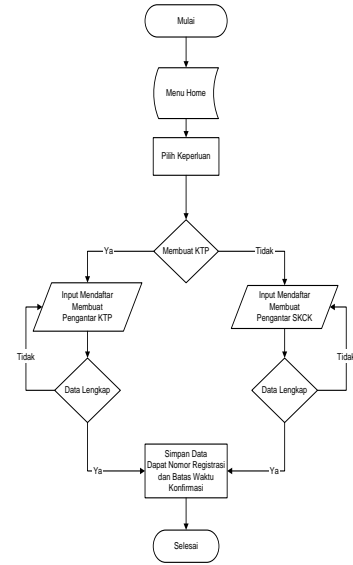 Mulai
Menu Home
Pilih Keperluan
Membuat KTP
Ya
Tidak
Input Mendaftar
Membuat
Pengantar KTP
Input Mendaftar
Membuat
Pengantar SKCK
Tidak
Data Lengkap
Data Lengkap
Tidak
Ya
Simpan Data
Dapat Nomor Registrasi
dan Batas Waktu
Konfirmasi
Ya
Selesai